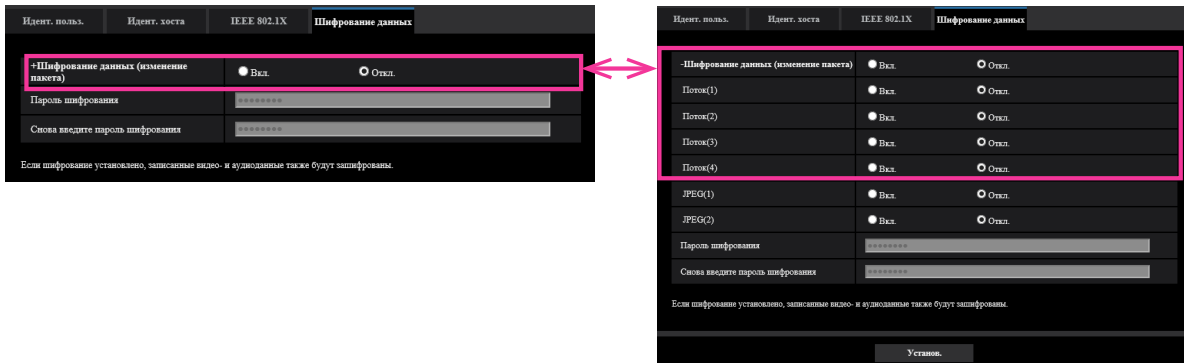 Идент. польз. Идент. хоста IEEE 802.1X Шифрование данных
+Шифрование данных (изменение
пакета)
Вкл. Откл.
Пароль шифрования
Снова введите пароль шифрования
Если шифрование установлено, записанные видео- и аудиоданные также будут зашифрованы.
Идент. польз. Идент. хоста IEEE 802.1X Шифрование данных
-Шифрование данных (изменение пакета) Вкл. Откл.
Поток(1) Вкл. Откл.
Поток(2) Вкл. Откл.
Поток(3) Вкл. Откл.
Поток(4) Вкл. Откл.
JPEG(1) Вкл. Откл.
JPEG(2) Вкл. Откл.
Пароль шифрования
Снова введите пароль шифрования
Если шифрование установлено, записанные видео- и аудиоданные также будут зашифрованы.
Установ.